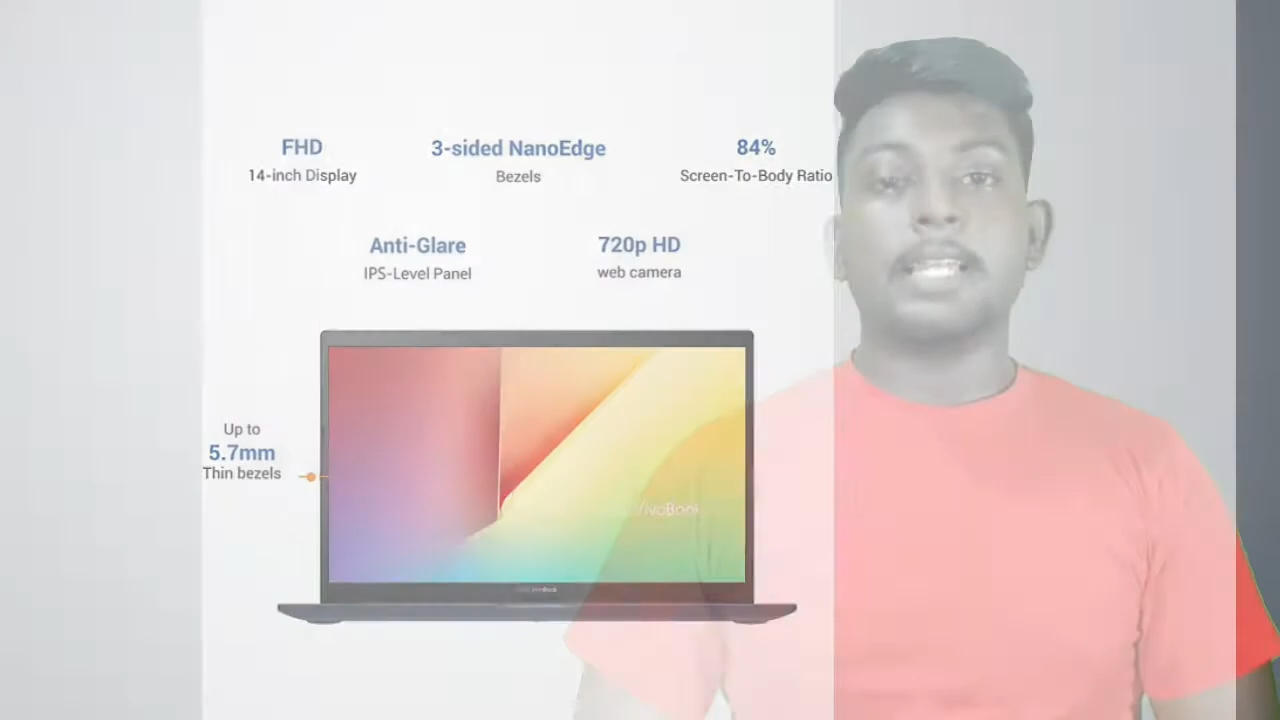 FHD
14-inch Display
3-sided NanoEdge
Bezels
84%
Screen-To-Body Ratio
Anti-Glare
IPS-Level Panel
720p HD
web camera
Up to
5.7mm
Thin bezels
VivoBook